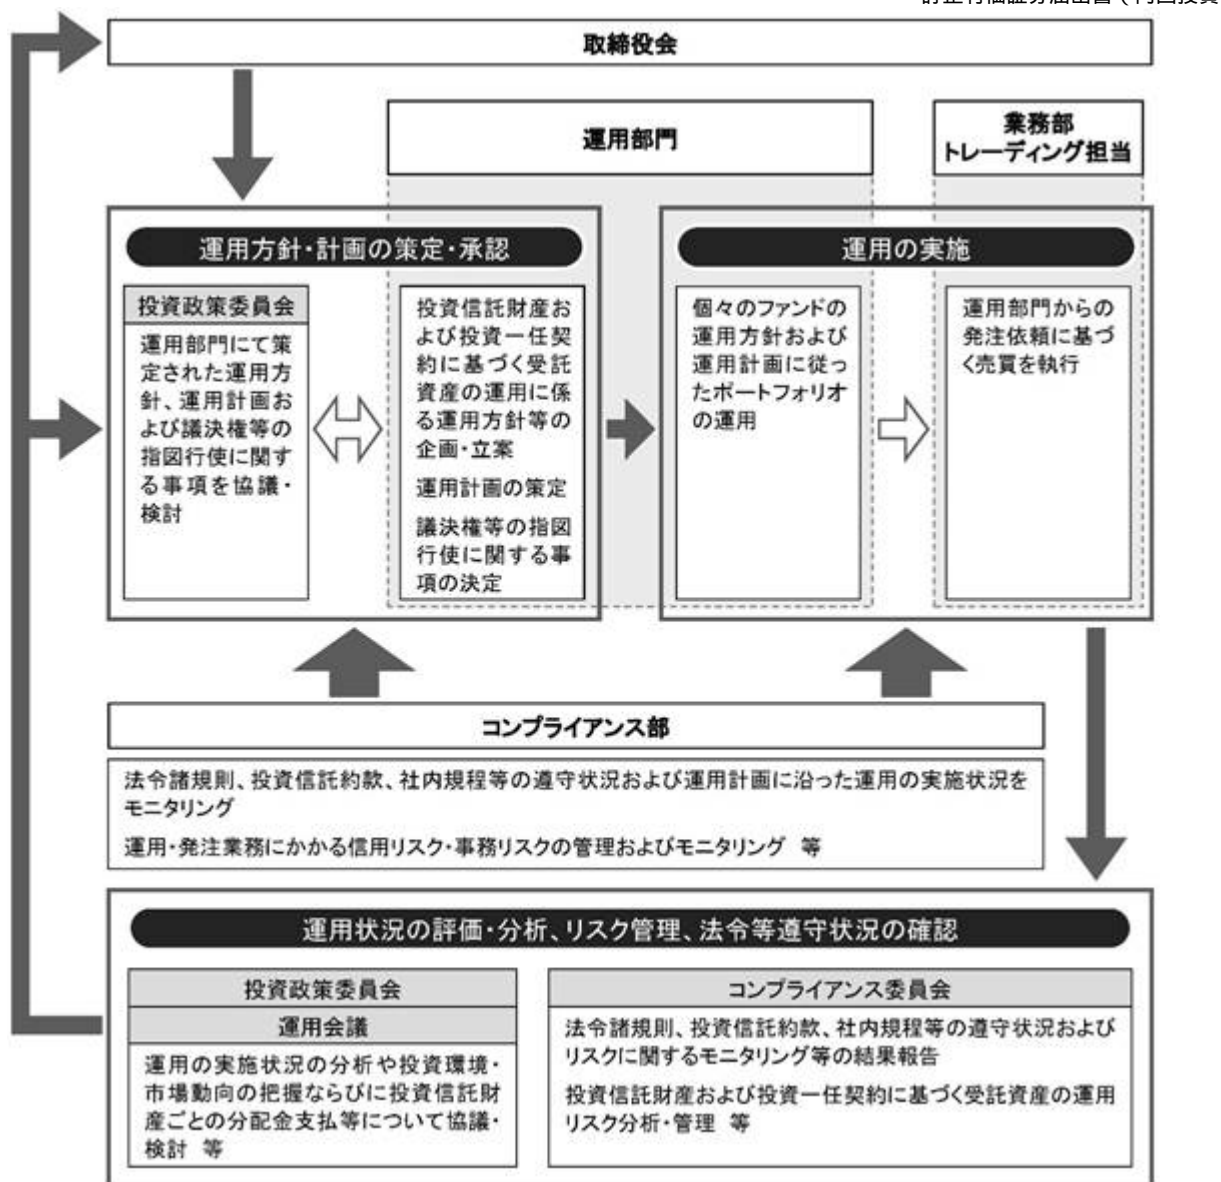 取締役会
運用部門
業務部
トレーディング担当
運用方針・計画の策定・承認
投資政策委員会
運用部門にて策
定された運用方
針、運用計画お
よび議決権等の
指図行使に関す
る事項を協議・
検討
投資信託財産お
よび投資一任契
約に基づく受託
資産の運用に係
る運用方針等の
企画・立案
運用計画の策定
議決権等の指図
行使に関する事
項の決定
運用の実施
個々のファンドの
運用方針および
運用計画に従っ
たポートフォリオ
の運用
運用部門からの
発注依頼に基づ
く売買を執行
コンプライアンス部
法令諸規則、投資信託約款、社内規程等の遵守状況および運用計画に沿った運用の実施状況を
モニタリング
運用・発注業務にかかる信用リスク・事務リスクの管理およびモニタリング 等
運用状況の評価・分析、リスク管理、法令等遵守状況の確認
投資政策委員会
運用会議
運用の実施状況の分析や投資環境・
市場動向の把握ならびに投資信託財
産ごとの分配金支払等について協議・
検討 等
コンプライアンス委員会
法令諸規則、投資信託約款、社内規程等の遵守状況および
リスクに関するモニタリング等の結果報告
投資信託財産および投資一任契約に基づく受託資産の運用
リスク分析・管理 等